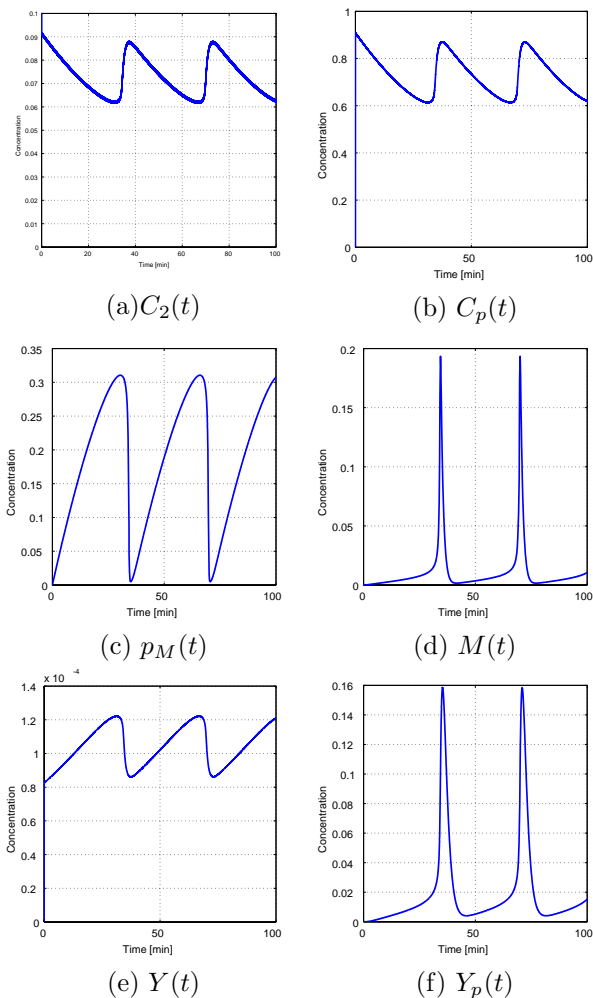 0.1
0.09
0.08
0.07
0.06
0.05
0.04
0.03
0.02
0.01
0
Concentration
0 20 40 60 80 100
Time [min]
(a)C₂(t)
1
0.8
0.6
0.4
0.2
0
Concentration
0 50 100
Time [min]
(b) Cₚ(t)
0.35
0.3
0.25
0.2
0.15
0.1
0.05
0
Concentration
0 50 100
Time [min]
(c) p_M(t)
0.2
0.15
0.1
0.05
0
Concentration
0 50 100
Time [min]
(d) M(t)
x 10 -4
1.4
1.2
1
0.8
0.6
0.4
0.2
0
Concentration
0 50 100
Time [min]
(e) Y(t)
0.16
0.14
0.12
0.1
0.08
0.06
0.04
0.02
0
Concentration
0 50 100
Time [min]
(f) Yₚ(t)